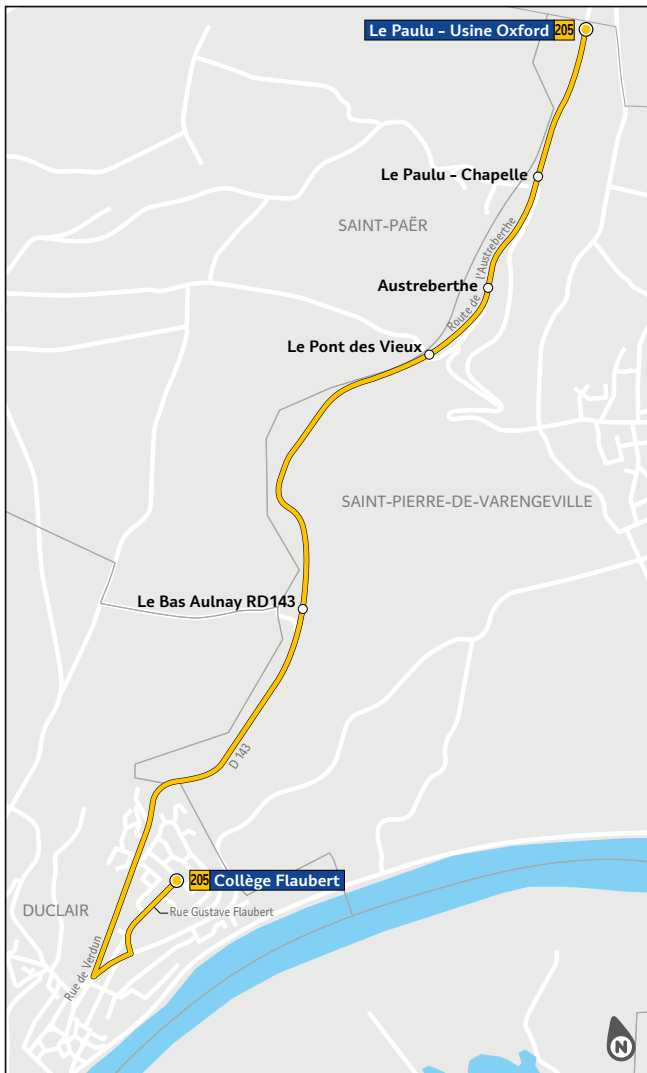 Le Paulu - Usine Oxford 205
Le Paulu - Chapelle
SAINT-PAËR
Route de l'Austreberthe
Austreberthe
Le Pont des Vieux
SAINT-PIERRE-DE-VARENGEVILLE
Le Bas Aulnay RD143
D 143
205 Collège Flaubert
DUCLAIR
Rue Gustave Flaubert
Rue de Verdun
N